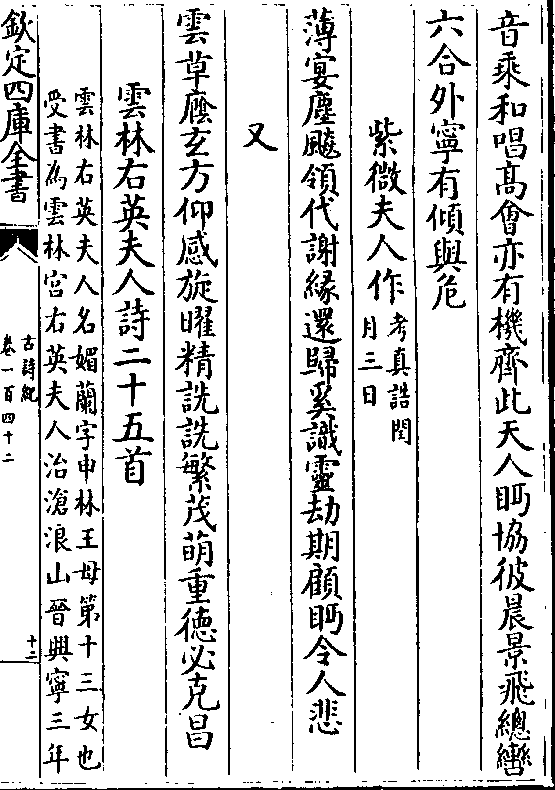 音乘和唱髙㑹亦有機齊此天人眄協彼晨景飛總轡
六合外寧有傾與危
紫微夫人作考真誥閏
月三日
薄宴塵飈領代謝緣還歸奚識靈劫期顧眄令人悲
又
雲草廕玄方仰感旋曜精詵詵繁茂萌重徳必克昌
雲林右英夫人詩二十五首
雲林右英夫人名媚蘭字申林王母第十三女也
受書為雲林宫右英夫人治滄浪山晉興寧三年
欽定四庫全書
古詩紀
卷一百四十二
十二